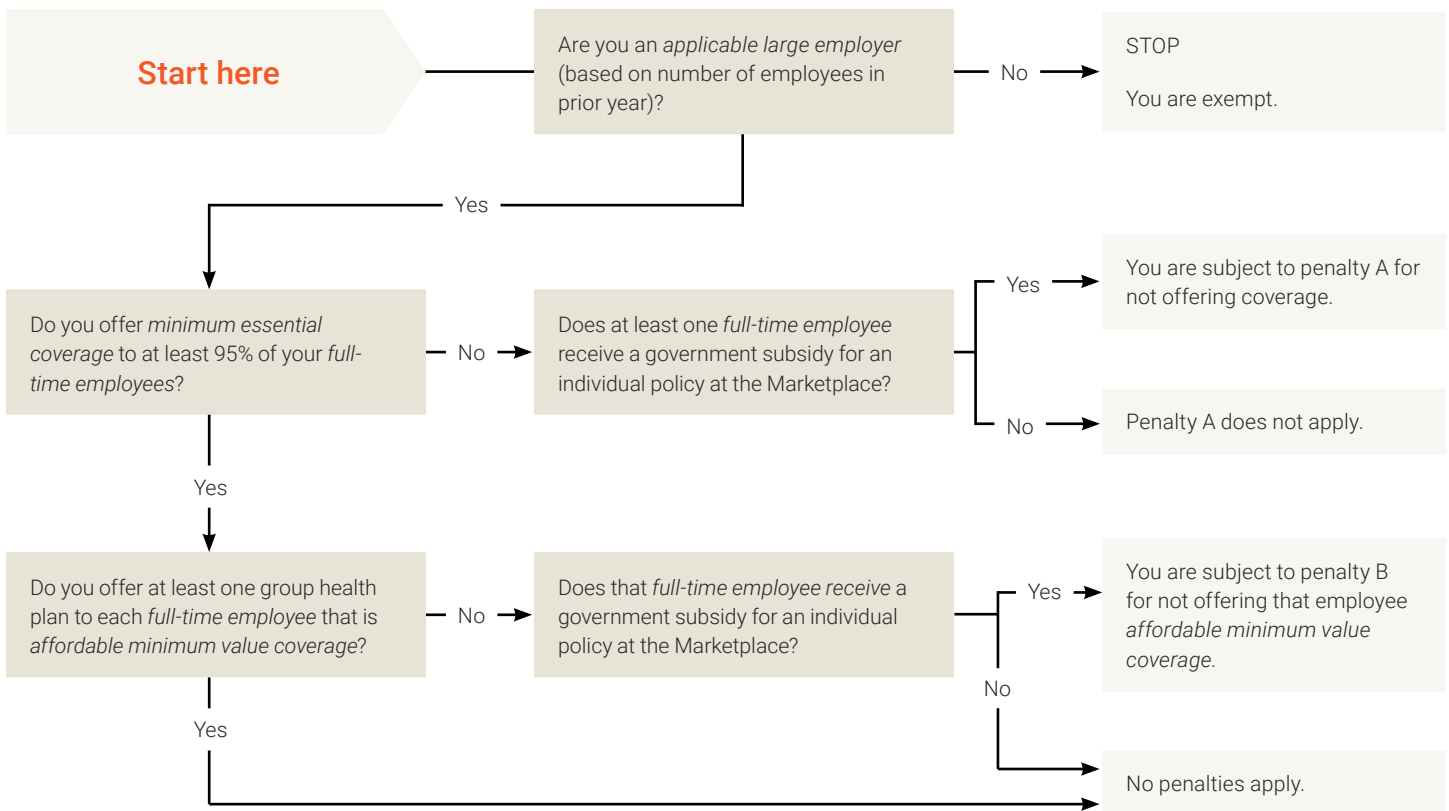 Start here
Are you an applicable large employer
(based on number of employees in
prior year)?
No
STOP
You are exempt.
Yes
Do you offer minimum essential
coverage to at least 95% of your full-
time employees?
No
Does at least one full-time employee
receive a government subsidy for an
individual policy at the Marketplace?
Yes
You are subject to penalty A for
not offering coverage.
No
Penalty A does not apply.
Yes
Do you offer at least one group health
plan to each full-time employee that is
affordable minimum value coverage?
No
Does that full-time employee receive a
government subsidy for an individual
policy at the Marketplace?
Yes
You are subject to penalty B
for not offering that employee
affordable minimum value
coverage.
No
Yes
No penalties apply.